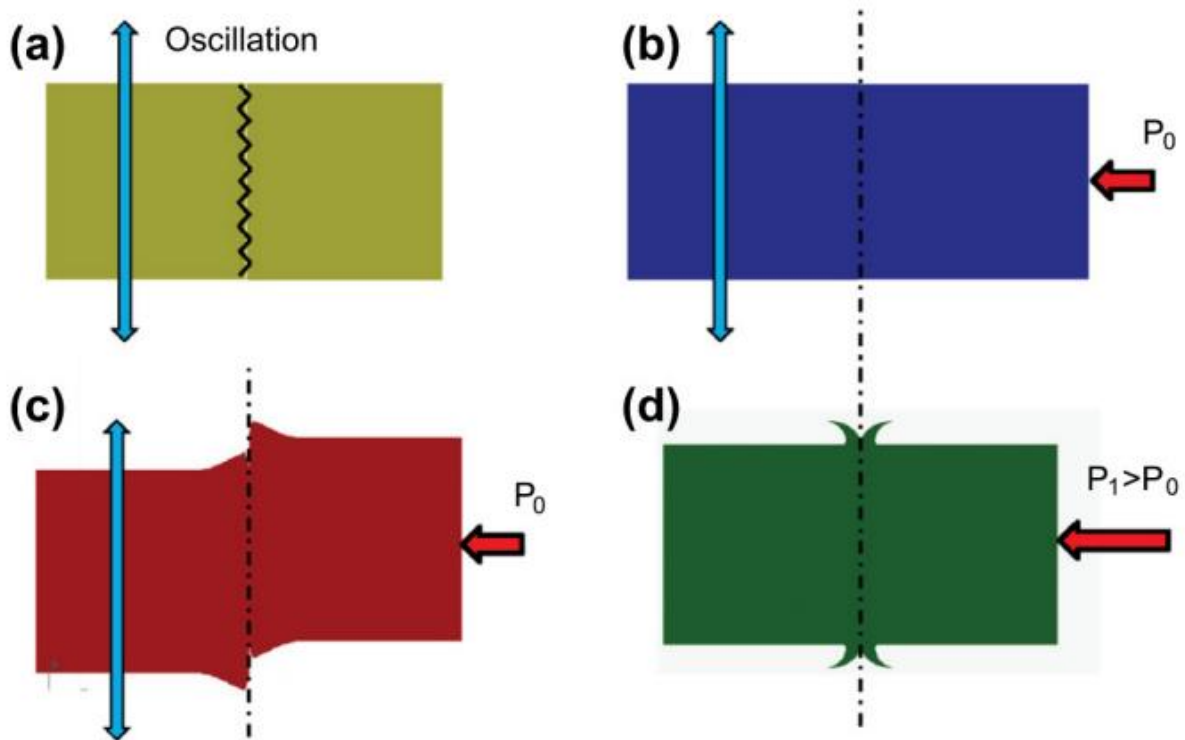 (a)
Oscillation
(b)
P₀
(c)
P₀
(d)
P₁>P₀